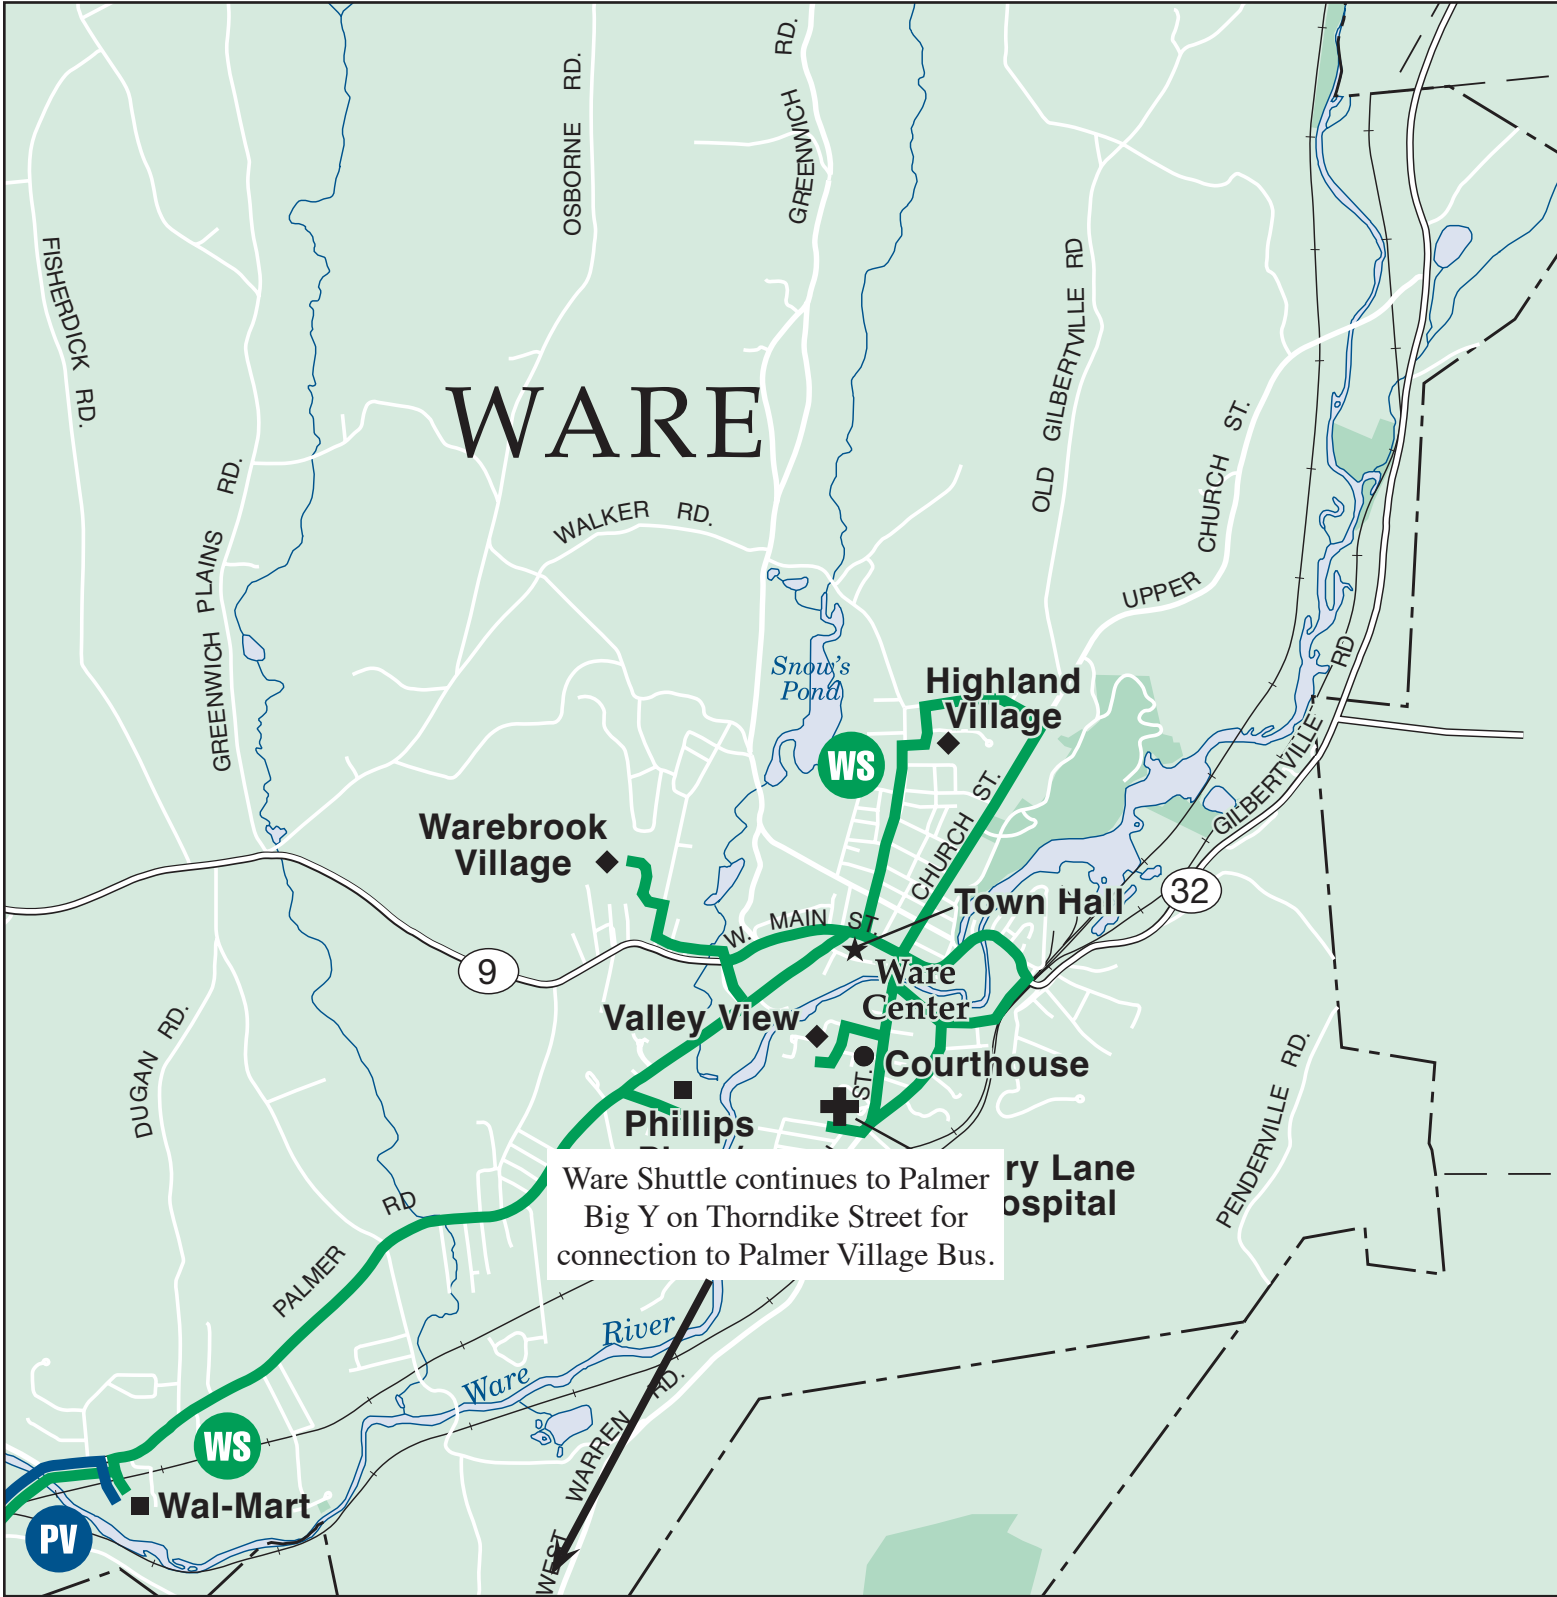 OSBORNE RD.
GREENWICH RD.
FISHERDICK RD.
OLD GILBERTVILLE RD
UPPER CHURCH ST.
GREENWICH PLAINS RD.
WARE
WALKER RD.
Snow's
Pond
Highland
Village
WS
GILBERTVILLE RD
Warebrook
Village
CHURCH ST.
Town Hall
32
W. MAIN ST.
9
Ware
Center
Valley View
Courthouse
ST.
DUGAN RD.
PENDERVILLE RD.
Phillips
ry Lane
ospital
Ware Shuttle continues to Palmer
Big Y on Thorndike Street for
connection to Palmer Village Bus.
PALMER RD
Ware River
WEST WARREN RD.
WS
Wal-Mart
PV